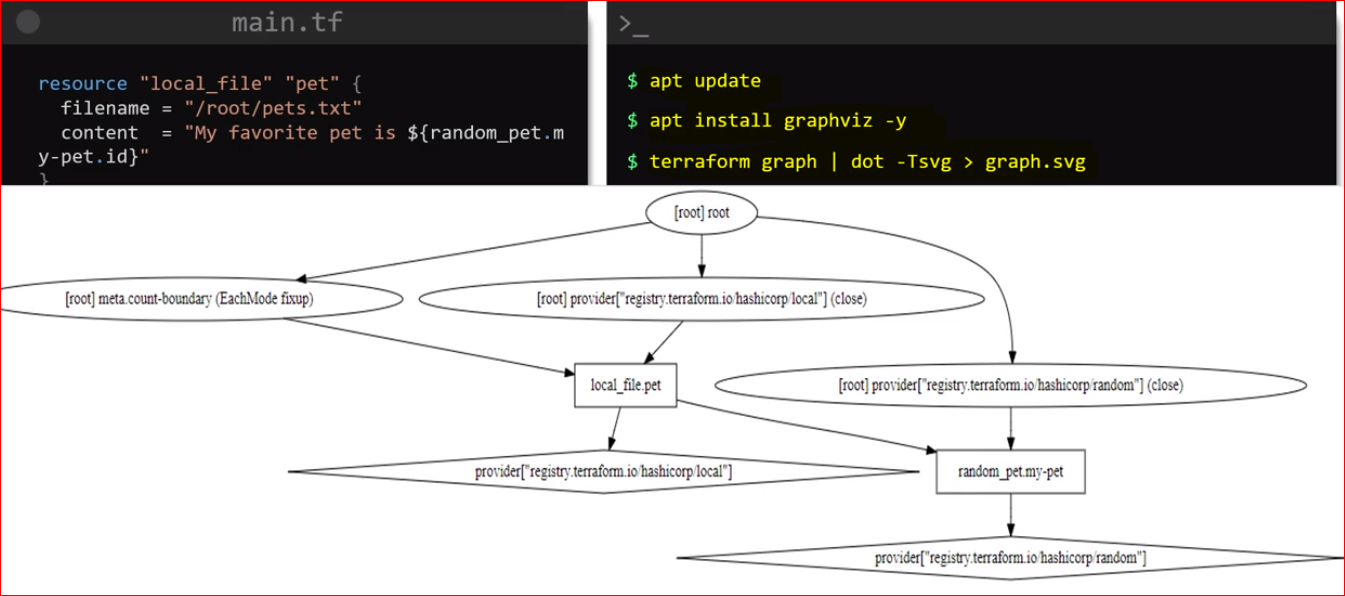 main.tf
resource "local_file" "pet" {
filename = "/root/pets.txt"
content = "My favorite pet is ${random_pet.m
y-pet.id}"
}
>_
$ apt update
$ apt install graphviz -y
$ terraform graph | dot -Tsvg > graph.svg
[root] root
[root] meta.count-boundary (EachMode fixup)
[root] provider["registry.terraform.io/hashicorp/local"] (close)
local_file.pet
[root] provider["registry.terraform.io/hashicorp/random"] (close)
provider["registry.terraform.io/hashicorp/local"]
random_pet.my-pet
provider["registry.terraform.io/hashicorp/random"]